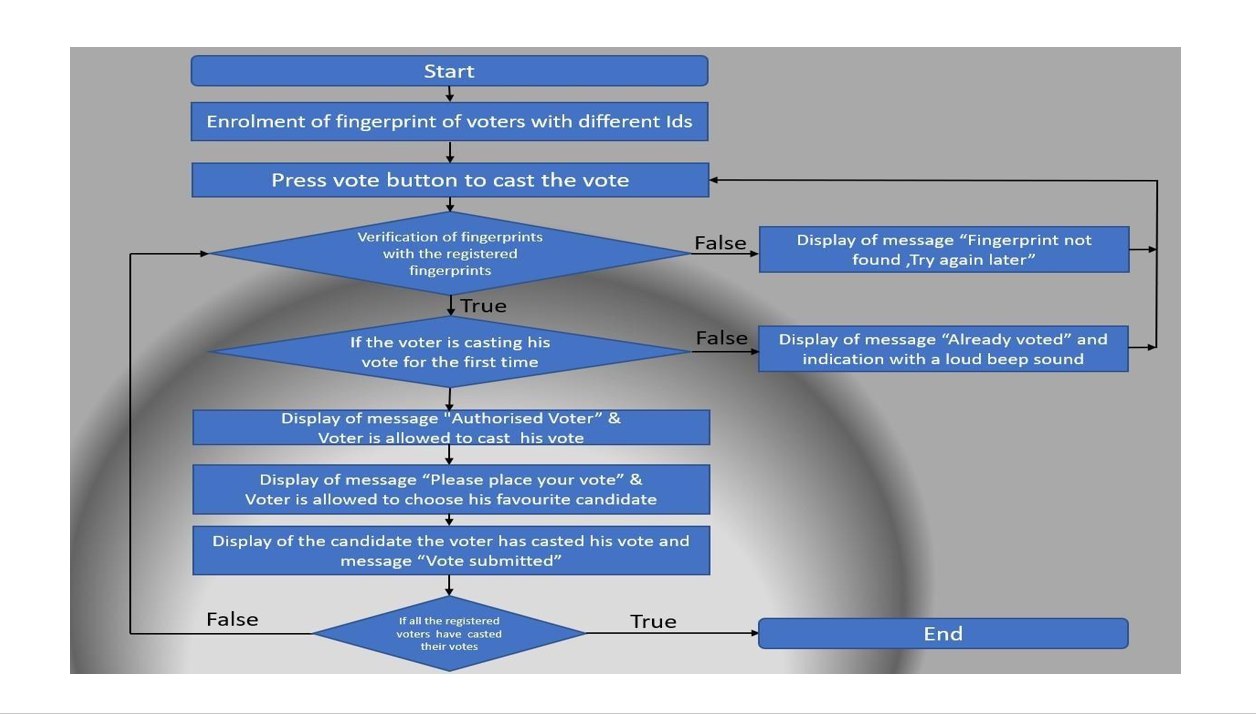 Start
Enrolment of fingerprint of voters with different Ids
Press vote button to cast the vote
Verification of fingerprints
with the registered
fingerprints
False
Display of message “Fingerprint not
found ,Try again later”
True
If the voter is casting his
vote for the first time
False
Display of message “Already voted” and
indication with a loud beep sound
Display of message "Authorised Voter” &
Voter is allowed to cast his vote
Display of message “Please place your vote” &
Voter is allowed to choose his favourite candidate
Display of the candidate the voter has casted his vote and
message “Vote submitted”
False
If all the registered
voters have casted
their votes
True
End